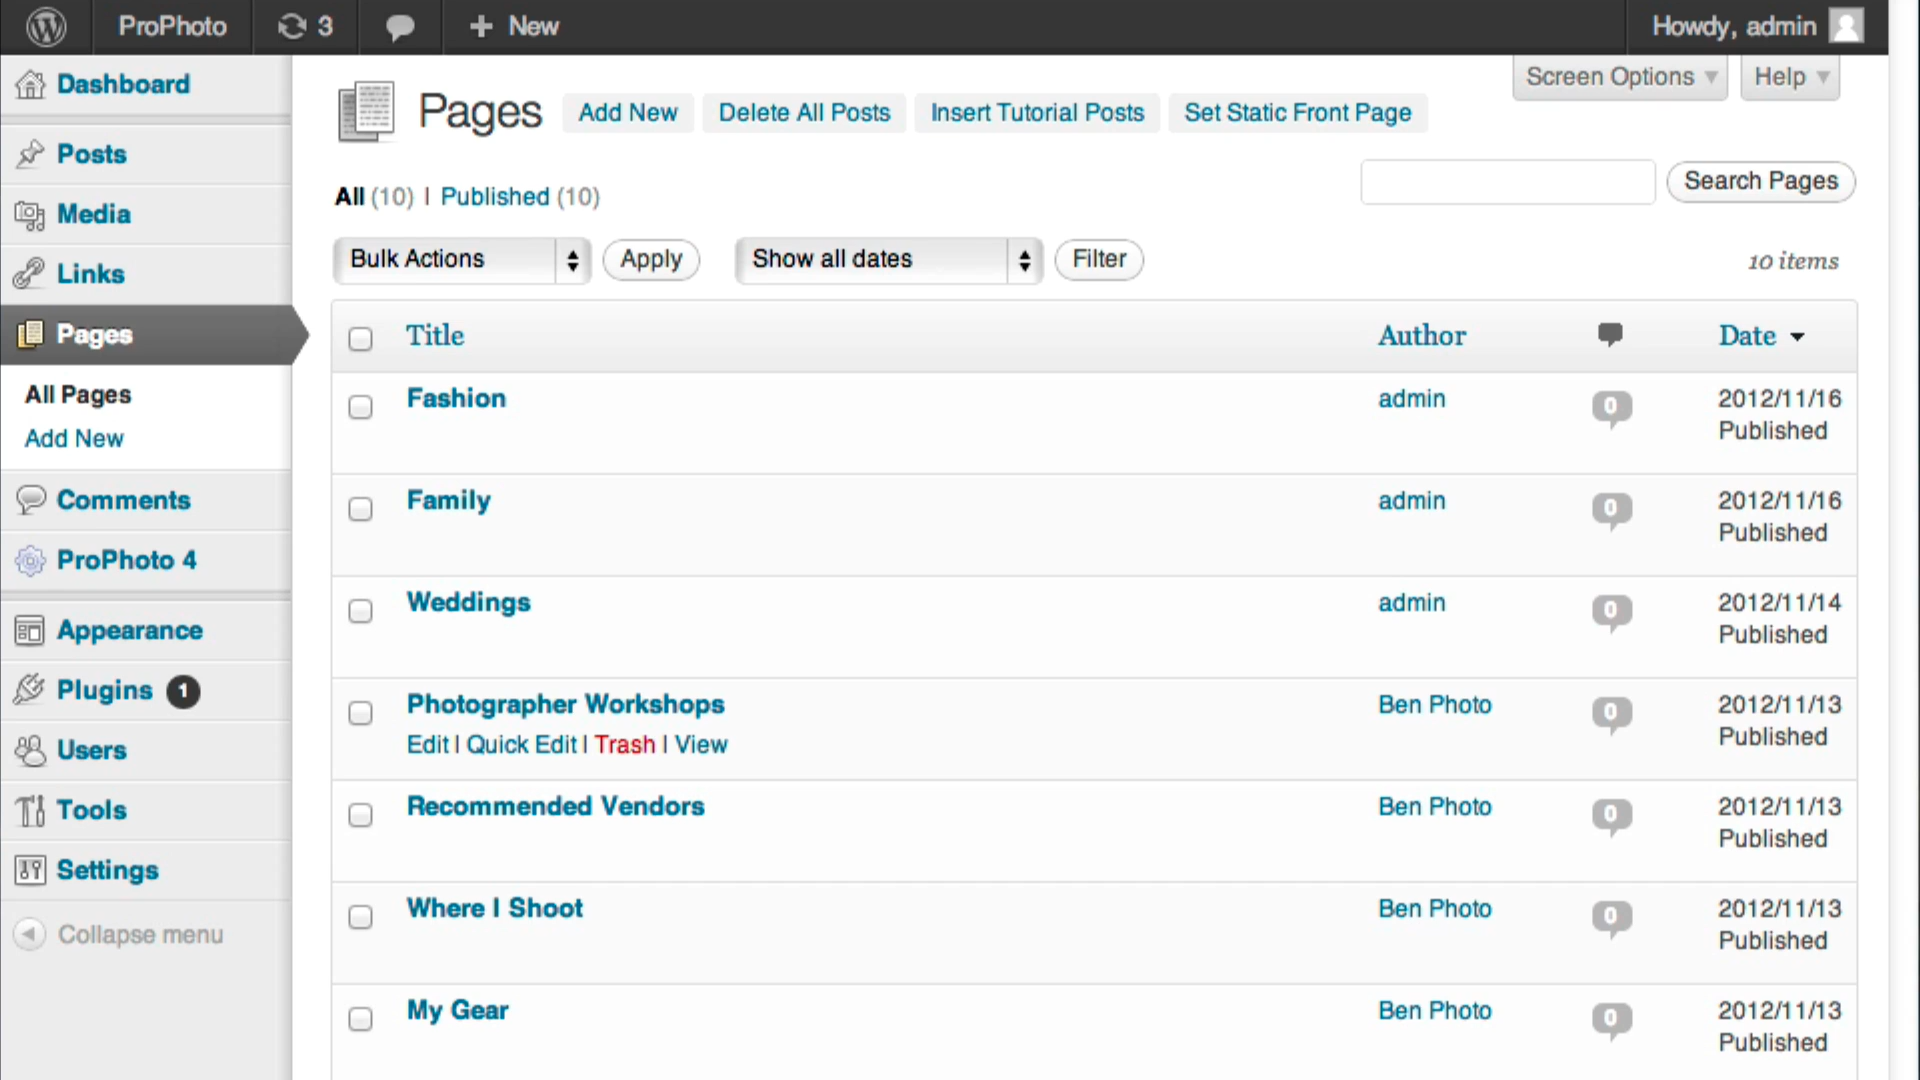 ProPhoto 3 + New Howdy, admin
Screen Options Help
Dashboard
Posts
Media
Links
Pages
All Pages
Add New
Comments
ProPhoto 4
Appearance
Plugins 1
Users
Tools
Settings
Collapse menu
Pages Add New Delete All Posts Insert Tutorial Posts Set Static Front Page
All (10) | Published (10)
Search Pages
Bulk Actions Apply Show all dates Filter 10 items
Title Author Date
Fashion admin 0 2012/11/16
Published
Family admin 0 2012/11/16
Published
Weddings admin 0 2012/11/14
Published
Photographer Workshops Ben Photo 0 2012/11/13
Edit | Quick Edit | Trash | View Published
Recommended Vendors Ben Photo 0 2012/11/13
Published
Where I Shoot Ben Photo 0 2012/11/13
Published
My Gear Ben Photo 0 2012/11/13
Published